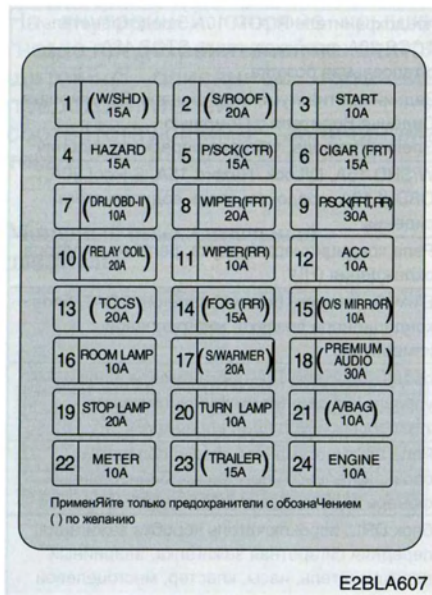 1 (W/SHD) 15A
2 (S/ROOF) 20A
3 START 10A
4 HAZARD 15A
5 P/SCK(CTR) 15A
6 CIGAR (FRT) 15A
7 (DRL/OBD-II) 10A
8 WIPER(FRT) 20A
9 P/SCK(FRT,RR) 30A
10 (RELAY COIL) 20A
11 WIPER(RR) 10A
12 ACC 10A
13 (TCCS) 20A
14 (FOG (RR)) 15A
15 (O/S MIRROR) 10A
16 ROOM LAMP 10A
17 (S/WARMER) 20A
18 (PREMIUM AUDIO) 30A
19 STOP LAMP 20A
20 TURN LAMP 10A
21 (A/BAG) 10A
22 METER 10A
23 (TRAILER) 15A
24 ENGINE 10A
ПрименЯйте только предохранители с обознаЧением
( ) по желанию
E2BLA607